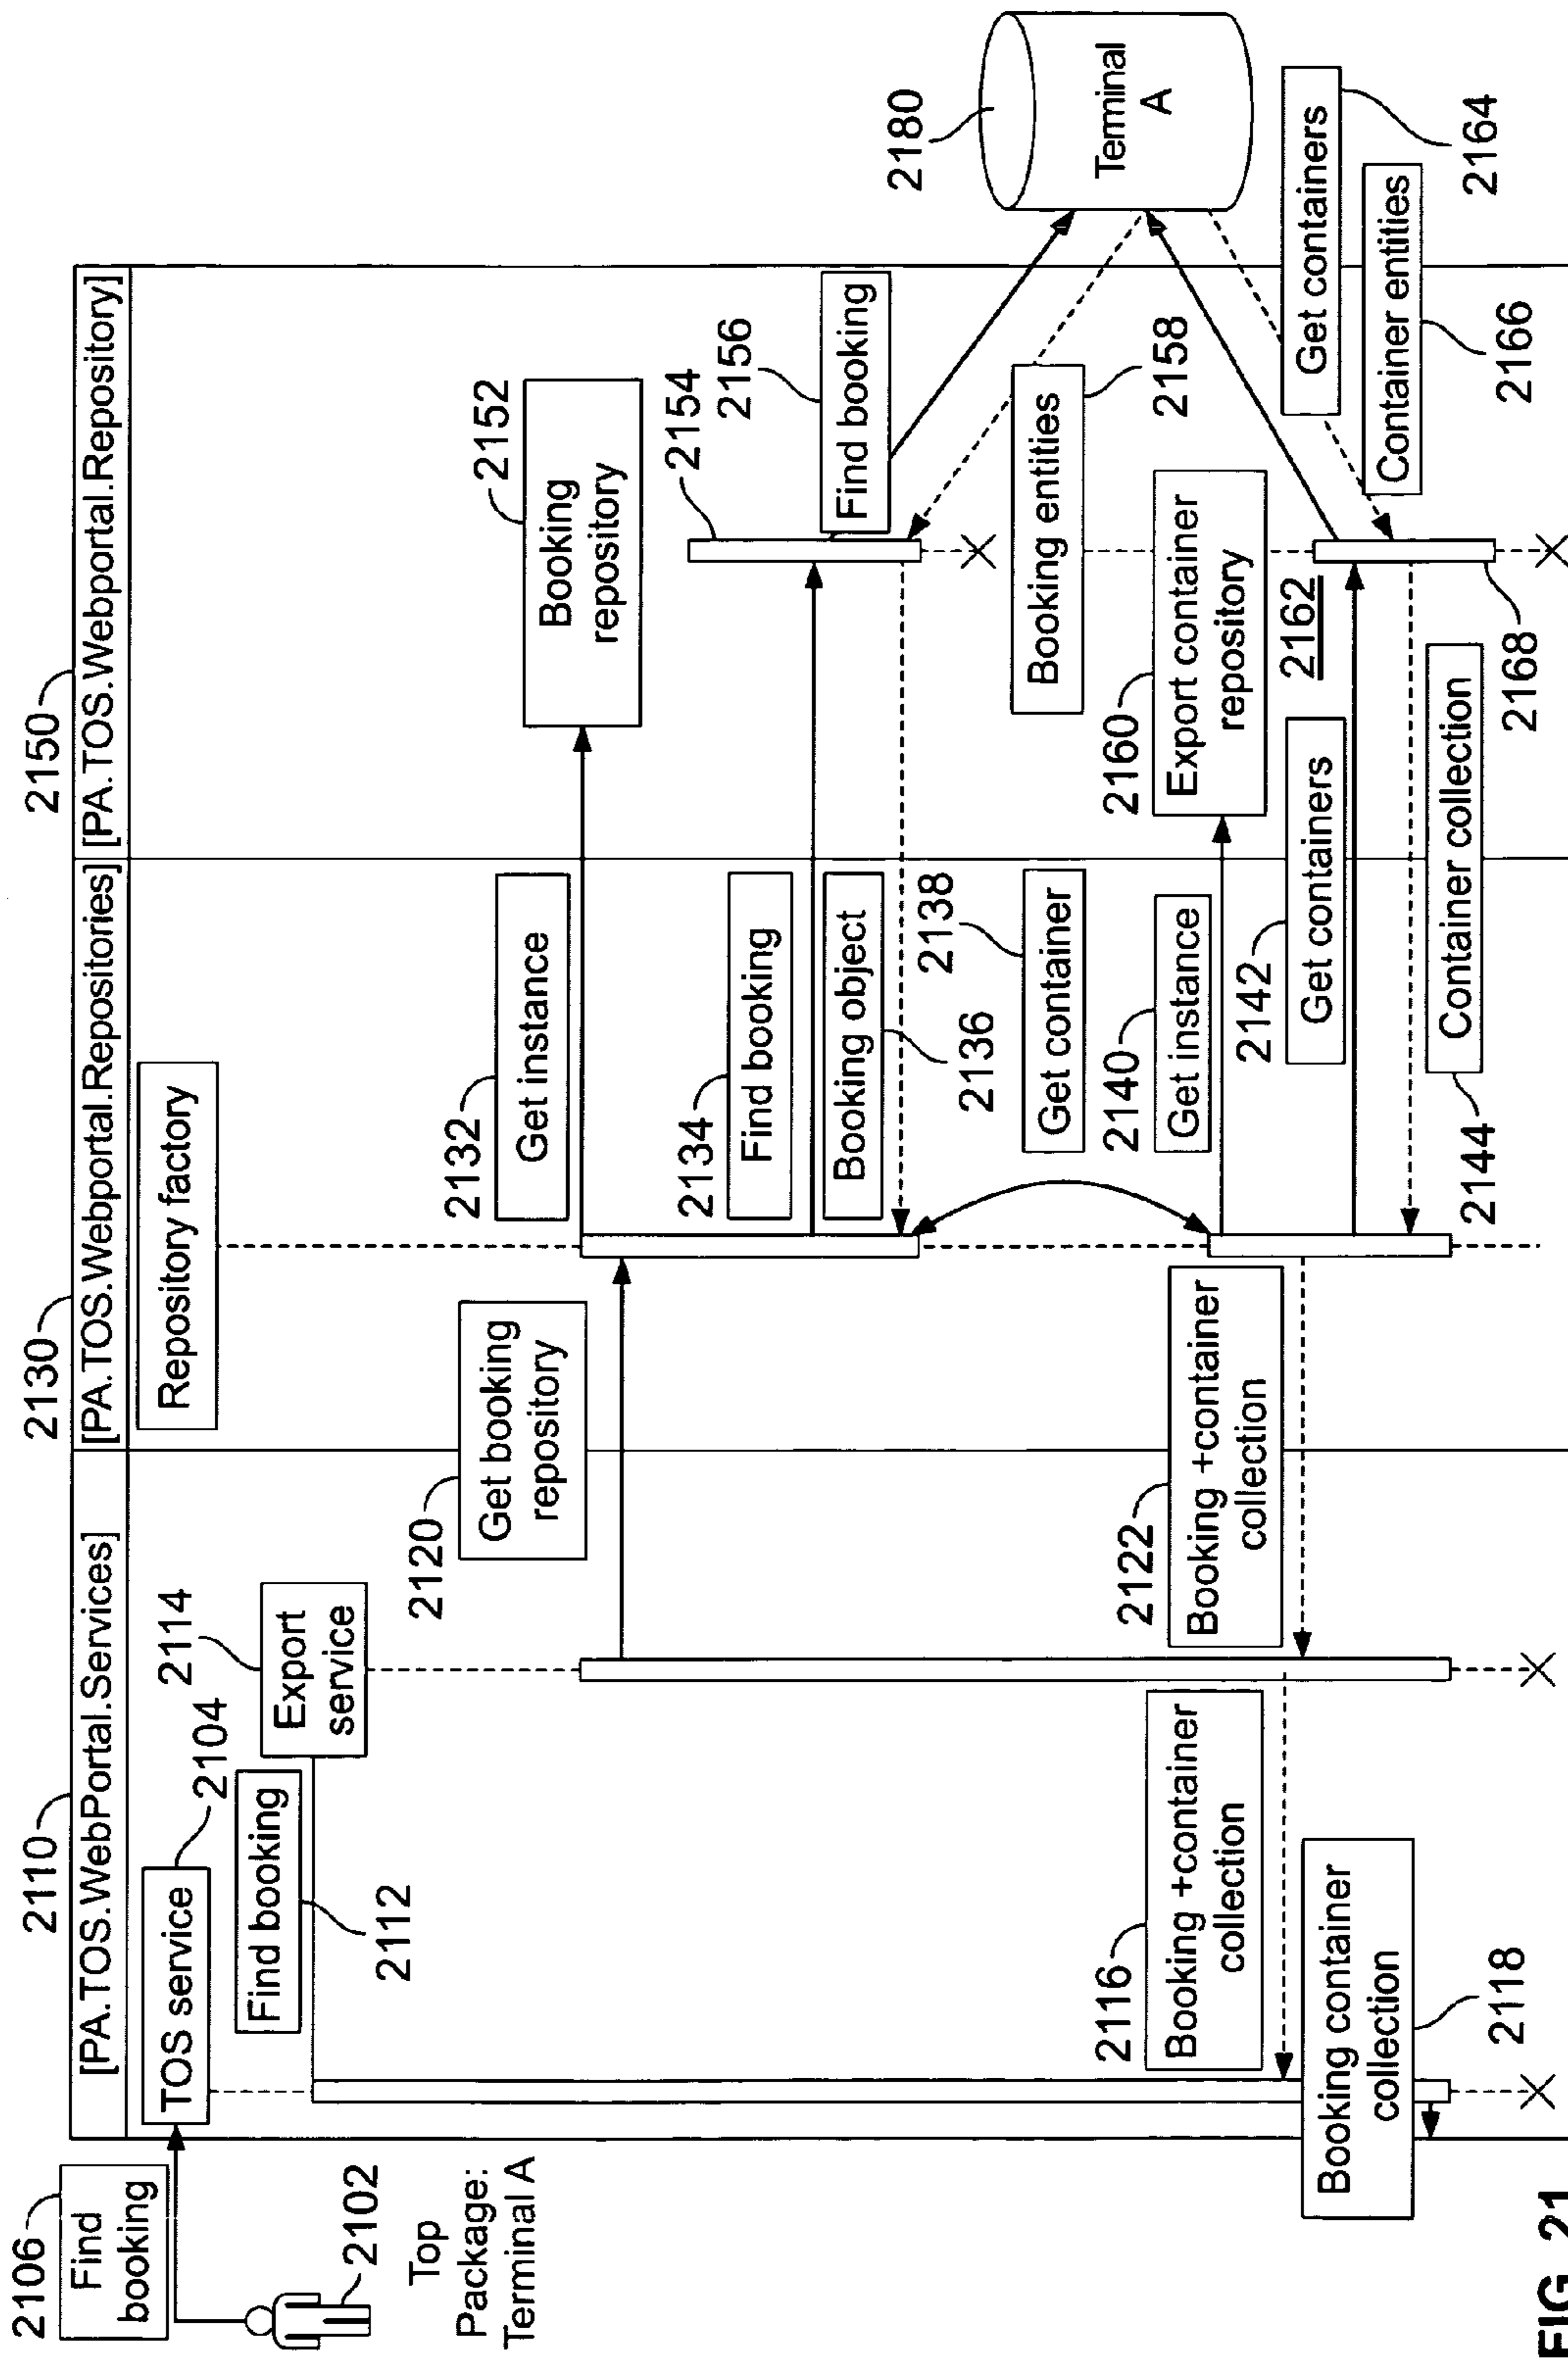 2110
2130
2150
[PA.TOS.WebPortal.Services]
[PA.TOS.Webportal.Repositories]
[PA.TOS.Webportal.Repository]
2106
Find
booking
2102
Top
Package:
Terminal A
TOS service
2104
Find booking
2112
2114
Export
service
Repository factory
2120
Get booking
repository
2132
Get instance
2152
Booking
repository
2134
Find booking
2154
2156
Find booking
2180
Terminal
A
Booking object
2136
2138
Get container
Booking entities
2158
2140
Get instance
2160
Export container
repository
2162
2142
Get containers
Get containers
2164
Container entities
2166
2168
Container collection
2144
2122
Booking +container
collection
2116
Booking +container
collection
Booking container
collection
2118
FIG. 21